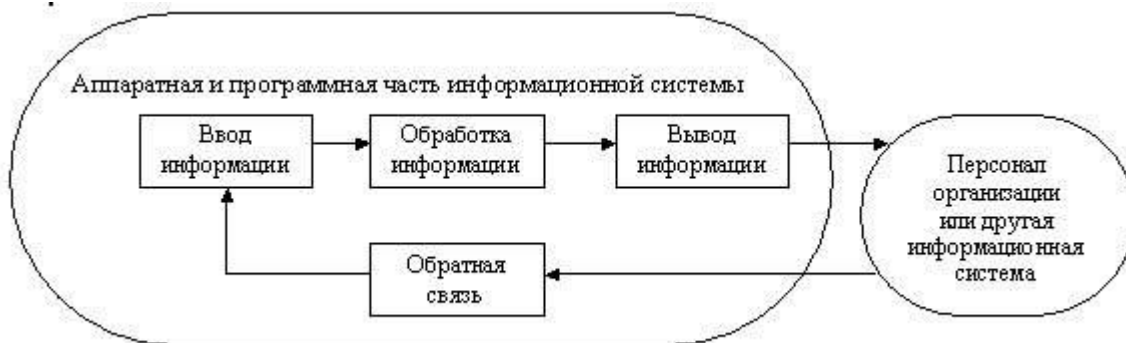 Аппаратная и программная часть информационной системы
Ввод
информации
Обработка
информации
Вывод
информации
Персонал
организации
или другая
информационная
система
Обратная
связь